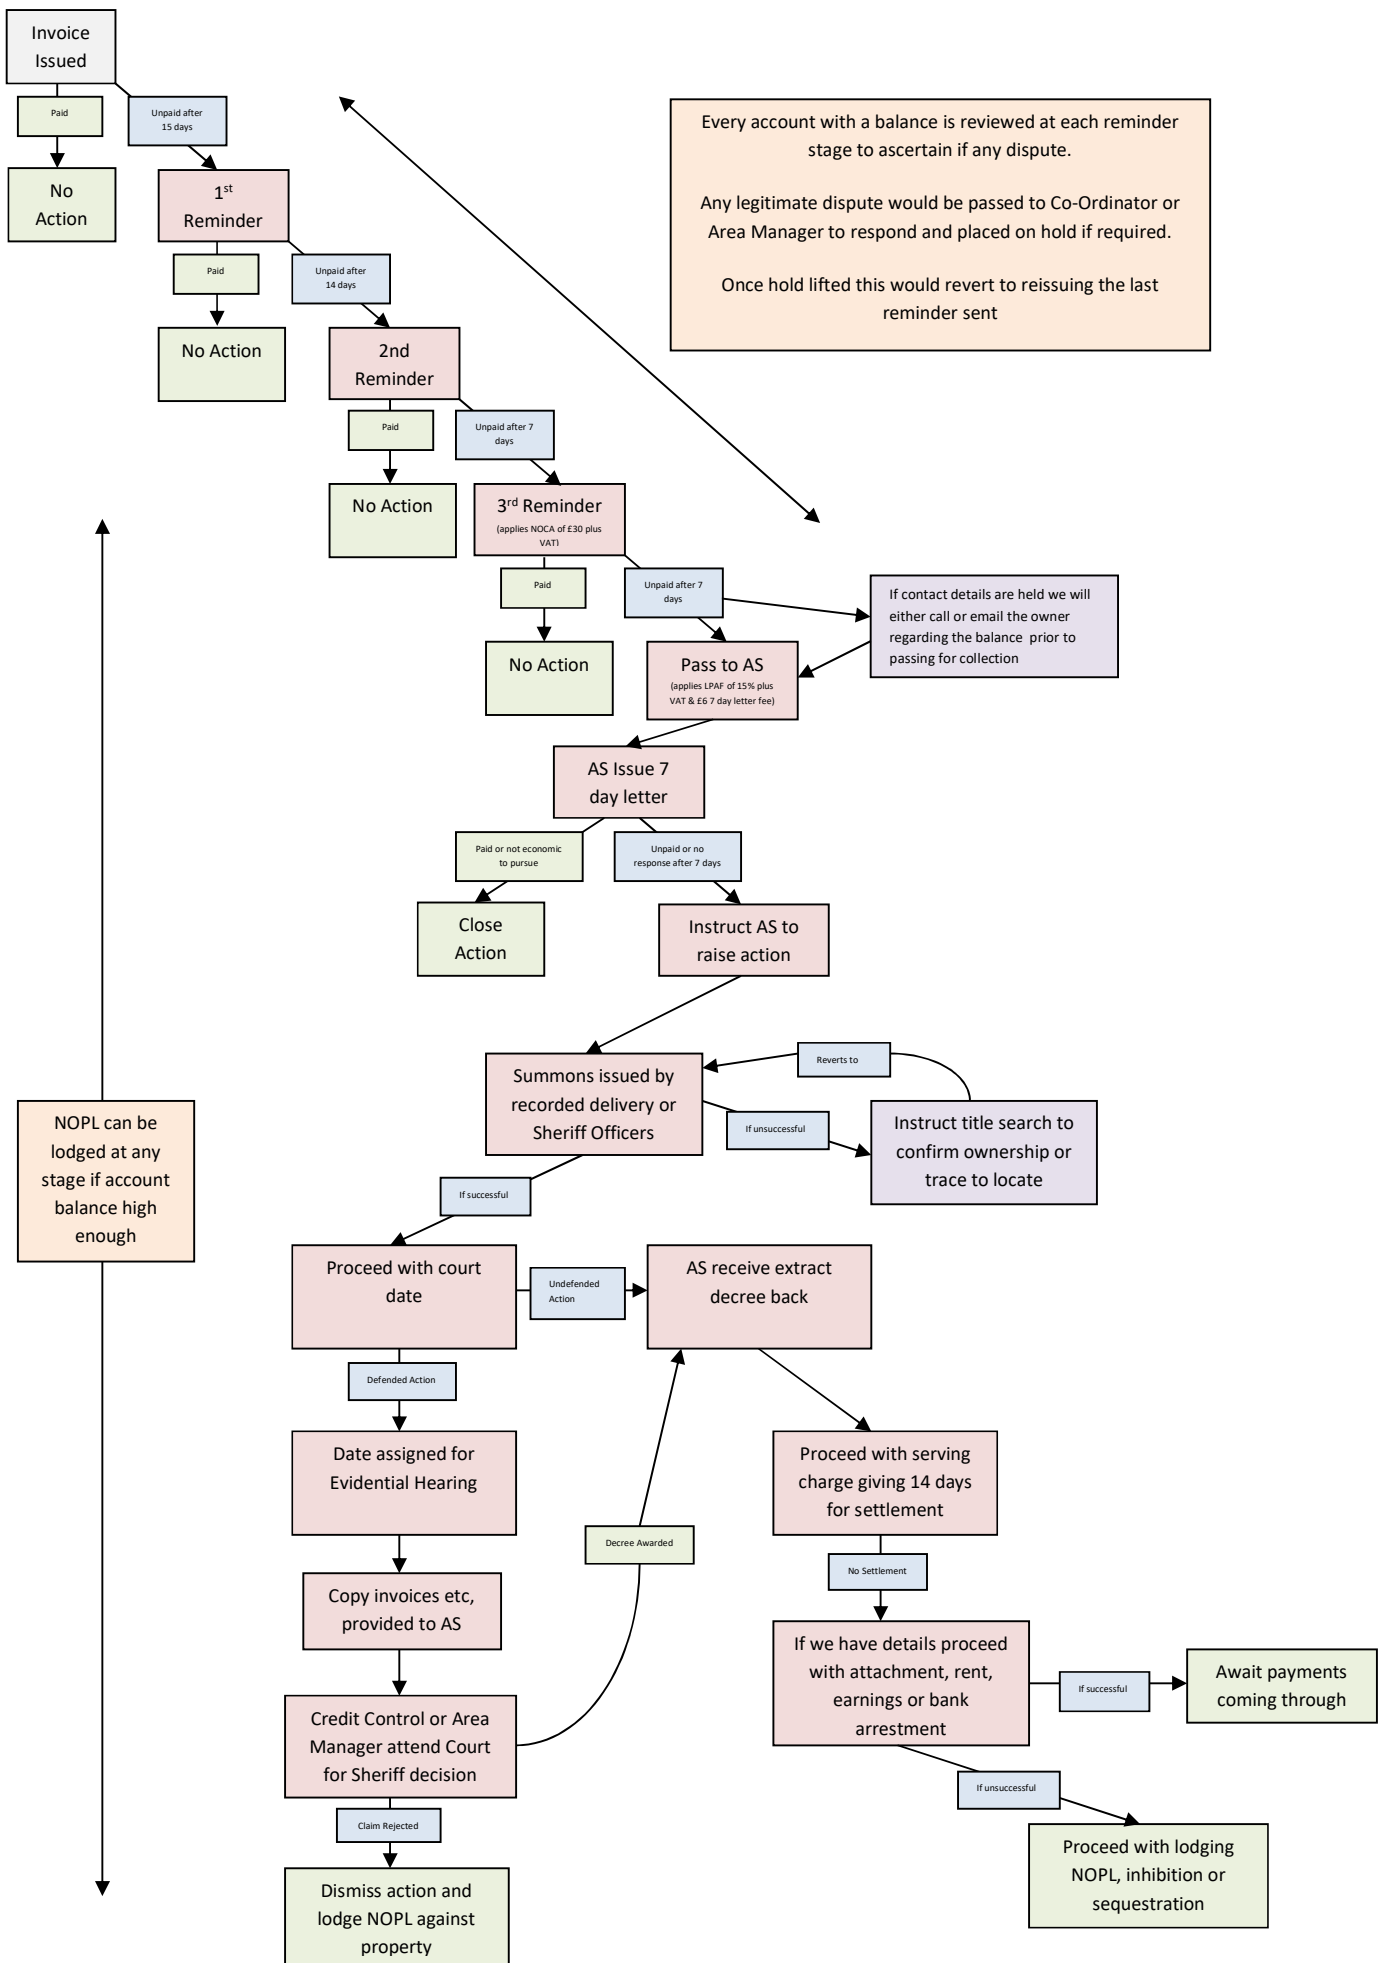 Invoice
Issued
Paid
Unpaid after
15 days
No
Action
1st
Reminder
Every account with a balance is reviewed at each reminder
stage to ascertain if any dispute.
Any legitimate dispute would be passed to Co-Ordinator or
Area Manager to respond and placed on hold if required.
Once hold lifted this would revert to reissuing the last
reminder sent
Paid
Unpaid after
14 days
No Action
2nd
Reminder
Paid
Unpaid after 7
days
No Action
3rd Reminder
(applies NOCA of £30 plus
VAT)
Paid
Unpaid after 7
days
If contact details are held we will
either call or email the owner
regarding the balance prior to
passing for collection
No Action
Pass to AS
(applies LPAF of 15% plus
VAT & £6 7 day letter fee)
AS Issue 7
day letter
Paid or not economic
to pursue
Unpaid or no
response after 7 days
Close
Action
Instruct AS to
raise action
Summons issued by
recorded delivery or
Sheriff Officers
Reverts to
If unsuccessful
Instruct title search to
confirm ownership or
trace to locate
NOPL can be
lodged at any
stage if account
balance high
enough
If successful
Proceed with court
date
Undefended
Action
AS receive extract
decree back
Defended Action
Date assigned for
Evidential Hearing
Proceed with serving
charge giving 14 days
for settlement
Decree Awarded
No Settlement
Copy invoices etc,
provided to AS
If we have details proceed
with attachment, rent,
earnings or bank
arrestment
If successful
Await payments
coming through
Credit Control or Area
Manager attend Court
for Sheriff decision
If unsuccessful
Claim Rejected
Proceed with lodging
NOPL, inhibition or
sequestration
Dismiss action and
lodge NOPL against
property